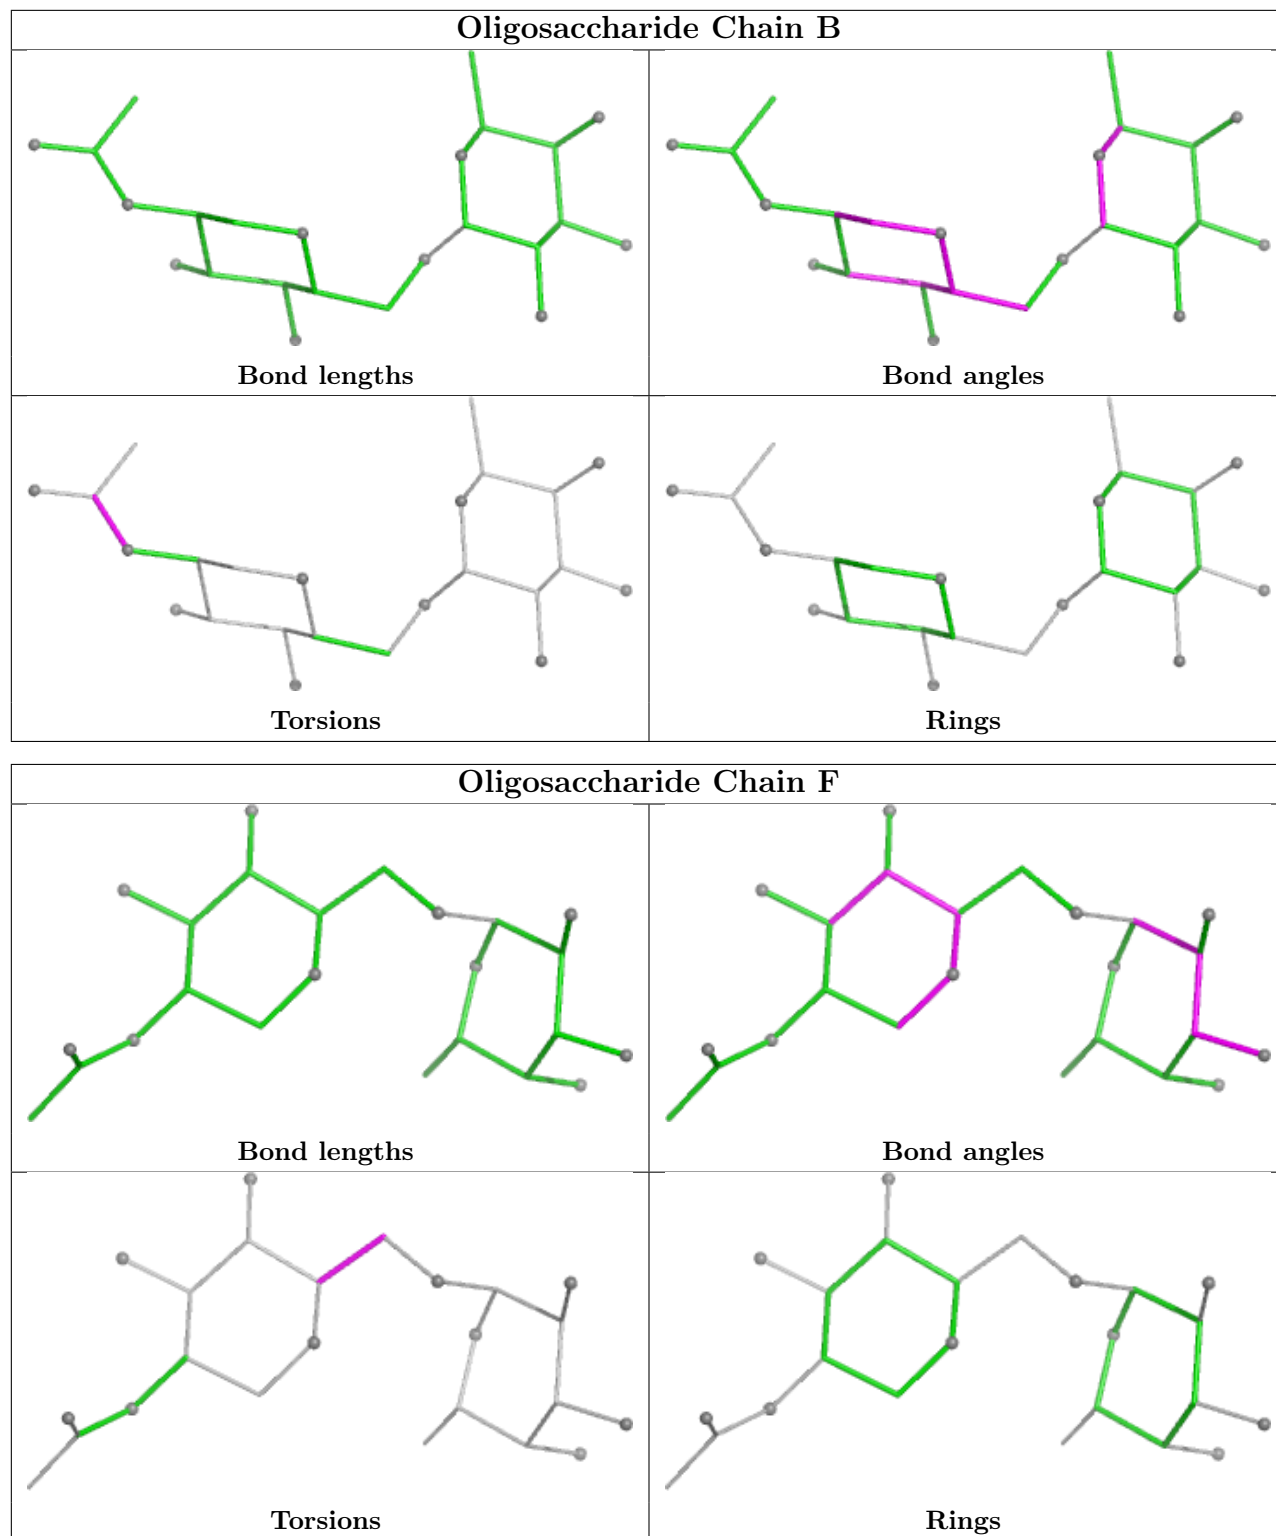 Oligosaccharide Chain B
Bond lengths
Bond angles
Torsions
Rings
Oligosaccharide Chain F
Bond lengths
Bond angles
Torsions
Rings